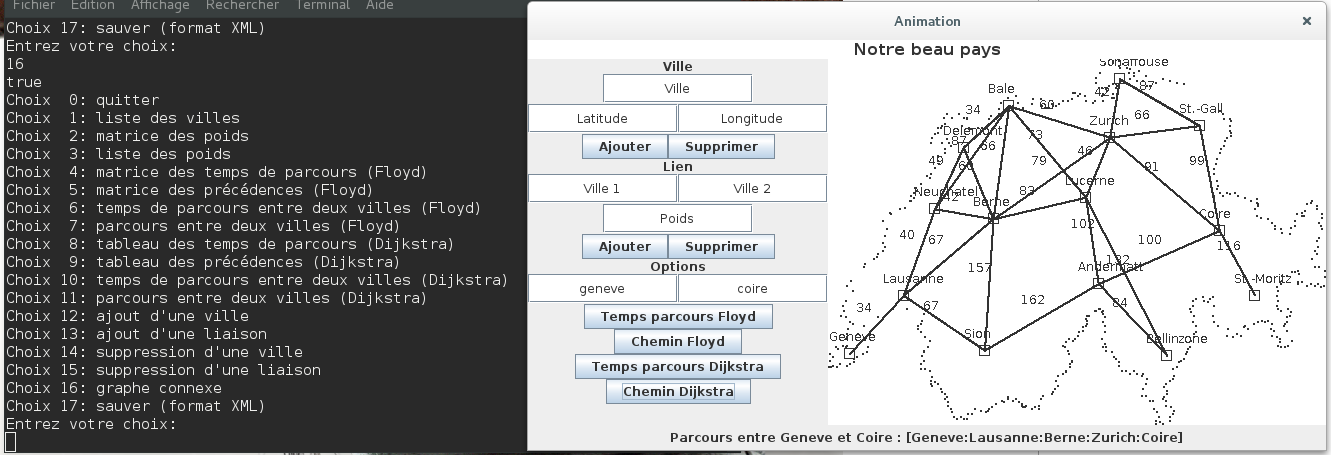 Fichier Édition Affichage Rechercher Terminal Aide
Choix 17: sauver (format XML)
Entrez votre choix:
16
true
Choix  0: quitter
Choix  1: liste des villes
Choix  2: matrice des poids
Choix  3: liste des poids
Choix  4: matrice des temps de parcours (Floyd)
Choix  5: matrice des précédences (Floyd)
Choix  6: temps de parcours entre deux villes (Floyd)
Choix  7: parcours entre deux villes (Floyd)
Choix  8: tableau des temps de parcours (Dijkstra)
Choix  9: tableau des précédences (Dijkstra)
Choix 10: temps de parcours entre deux villes (Dijkstra)
Choix 11: parcours entre deux villes (Dijkstra)
Choix 12: ajout d'une ville
Choix 13: ajout d'une liaison
Choix 14: suppression d'une ville
Choix 15: suppression d'une liaison
Choix 16: graphe connexe
Choix 17: sauver (format XML)
Entrez votre choix:
Animation ×
Ville
Ville
Latitude Longitude
Ajouter Supprimer
Lien
Ville 1 Ville 2
Poids
Ajouter Supprimer
Options
geneve coire
Temps parcours Floyd
Chemin Floyd
Temps parcours Dijkstra
Chemin Dijkstra
Notre beau pays
Schaffouse
Bale 42 87
34 60 St.-Gall
Zurich 66
Delemont 73
87 66 46
49 79 91 99
Lucerne
Neuchatel 83
42 Berne
Coire
102
40 67 100 116
157 132
Lausanne Andermatt St.-Moritz
34 67 162 84
Geneve Sion Bellinzone
Parcours entre Geneve et Coire : [Geneve:Lausanne:Berne:Zurich:Coire]